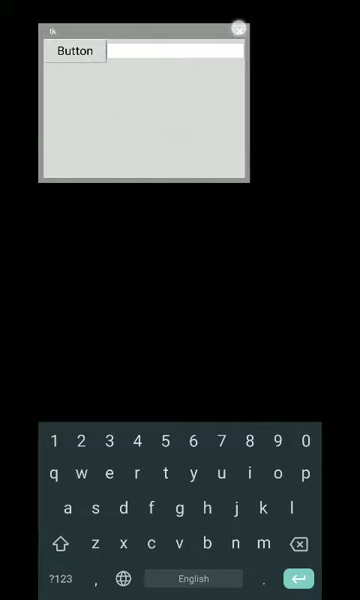 tk
Button
1 2 3 4 5 6 7 8 9 0
q w e r t y u i o p
a s d f g h j k l
z x c v b n m
?123 , English .